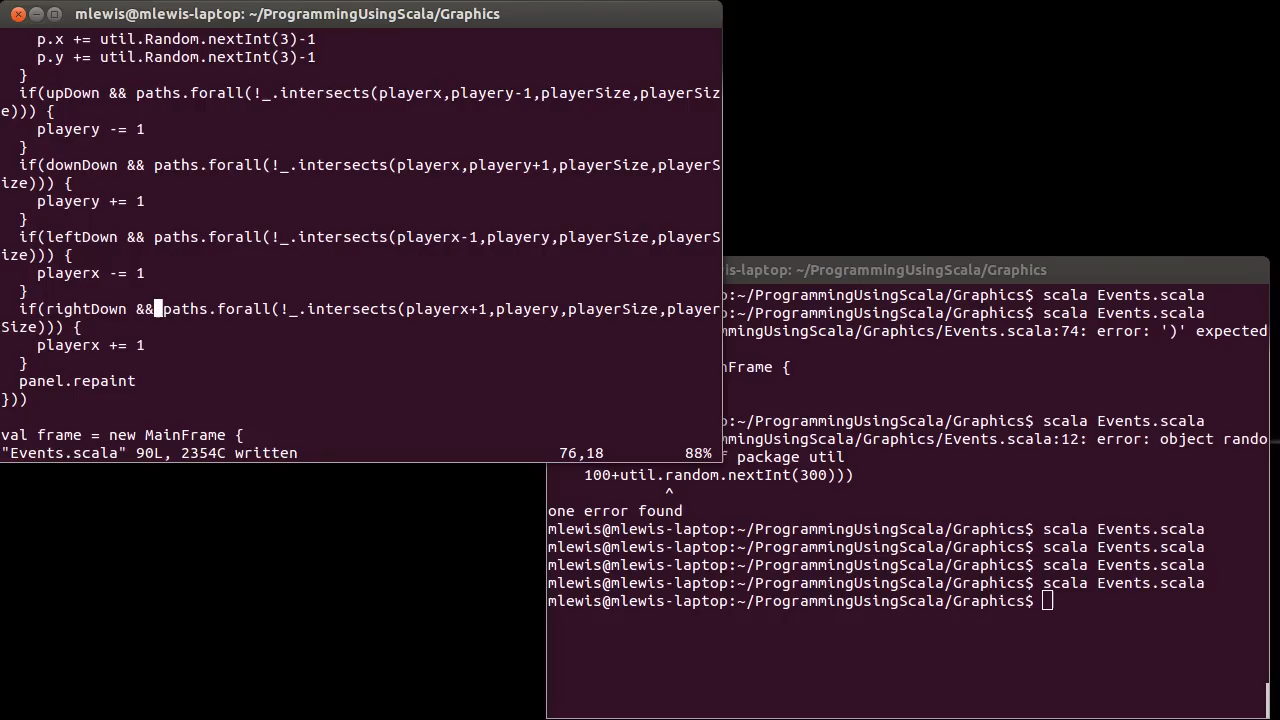 mlewis@mlewis-laptop: ~/ProgrammingUsingScala/Graphics
    p.x += util.Random.nextInt(3)-1
    p.y += util.Random.nextInt(3)-1
  }
  if(upDown && paths.forall(!_.intersects(playerx,playery-1,playerSize,playerSiz
e))) {
    playery -= 1
  }
  if(downDown && paths.forall(!_.intersects(playerx,playery+1,playerSize,playerS
ize))) {
    playery += 1
  }
  if(leftDown && paths.forall(!_.intersects(playerx-1,playery,playerSize,playerS
ize))) {
    playerx -= 1
  }
  if(rightDown && paths.forall(!_.intersects(playerx+1,playery,playerSize,player
Size))) {
    playerx += 1
  }
  panel.repaint
}))
val frame = new MainFrame {
"Events.scala" 90L, 2354C written 76,18 88%
is-laptop: ~/ProgrammingUsingScala/Graphics
p:~/ProgrammingUsingScala/Graphics$ scala Events.scala
p:~/ProgrammingUsingScala/Graphics$ scala Events.scala
mingUsingScala/Graphics/Events.scala:74: error: ')' expected
Frame {
p:~/ProgrammingUsingScala/Graphics$ scala Events.scala
mingUsingScala/Graphics/Events.scala:12: error: object rando
f package util
    100+util.random.nextInt(300)))
             ^
one error found
mlewis@mlewis-laptop:~/ProgrammingUsingScala/Graphics$ scala Events.scala
mlewis@mlewis-laptop:~/ProgrammingUsingScala/Graphics$ scala Events.scala
mlewis@mlewis-laptop:~/ProgrammingUsingScala/Graphics$ scala Events.scala
mlewis@mlewis-laptop:~/ProgrammingUsingScala/Graphics$ scala Events.scala
mlewis@mlewis-laptop:~/ProgrammingUsingScala/Graphics$